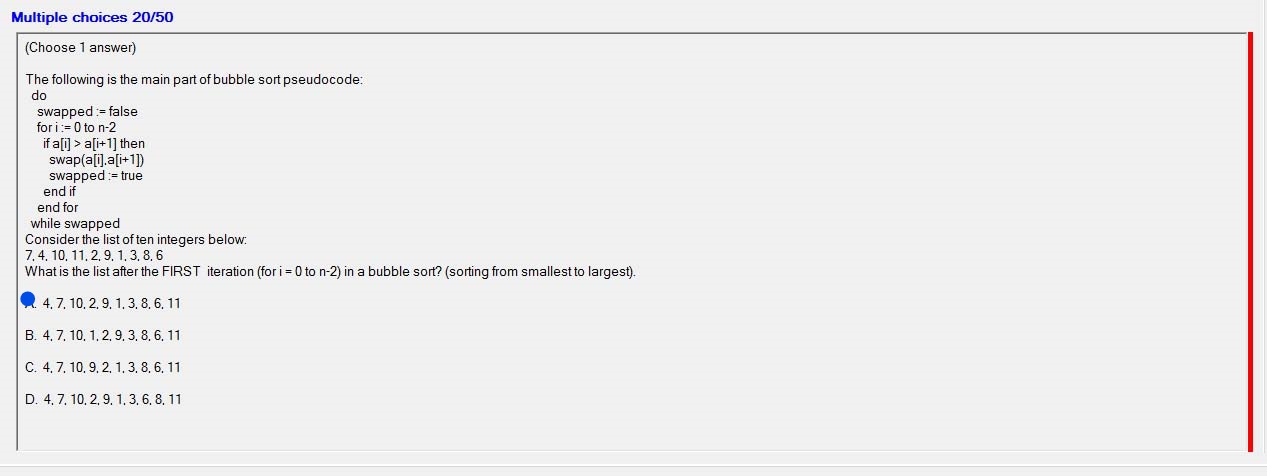 Multiple choices 20/50
(Choose 1 answer)
The following is the main part of bubble sort pseudocode:
do
swapped := false
for i := 0 to n-2
if a[i] > a[i+1] then
swap(a[i],a[i+1])
swapped := true
end if
end for
while swapped
Consider the list of ten integers below:
7, 4, 10, 11, 2, 9, 1, 3, 8, 6
What is the list after the FIRST iteration (for i = 0 to n-2) in a bubble sort? (sorting from smallest to largest).
A. 4, 7, 10, 2, 9, 1, 3, 8, 6, 11
B. 4, 7, 10, 1, 2, 9, 3, 8, 6, 11
C. 4, 7, 10, 9, 2, 1, 3, 8, 6, 11
D. 4, 7, 10, 2, 9, 1, 3, 6, 8, 11